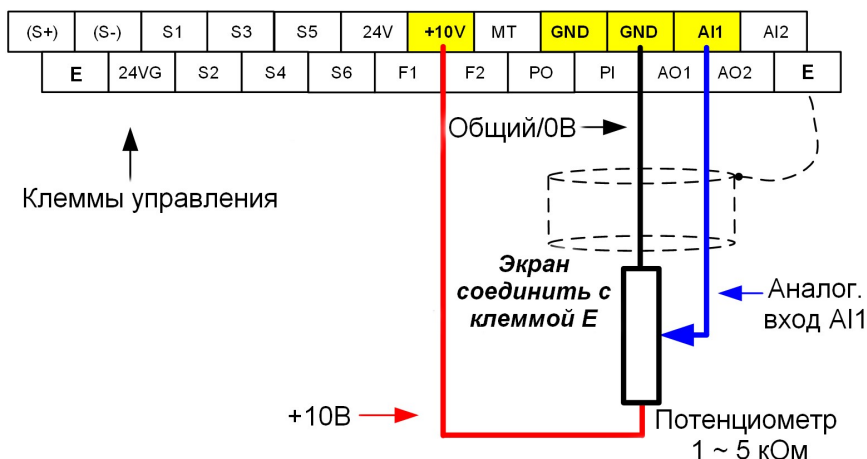 (S+) (S-) S1 S3 S5 24V +10V MT GND GND AI1 AI2
E 24VG S2 S4 S6 F1 F2 PO PI AO1 AO2 E
Общий/0В
Клеммы управления
Экран
соединить с
клеммой Е
Аналог.
вход AI1
+10В
Потенциометр
1 ~ 5 кОм